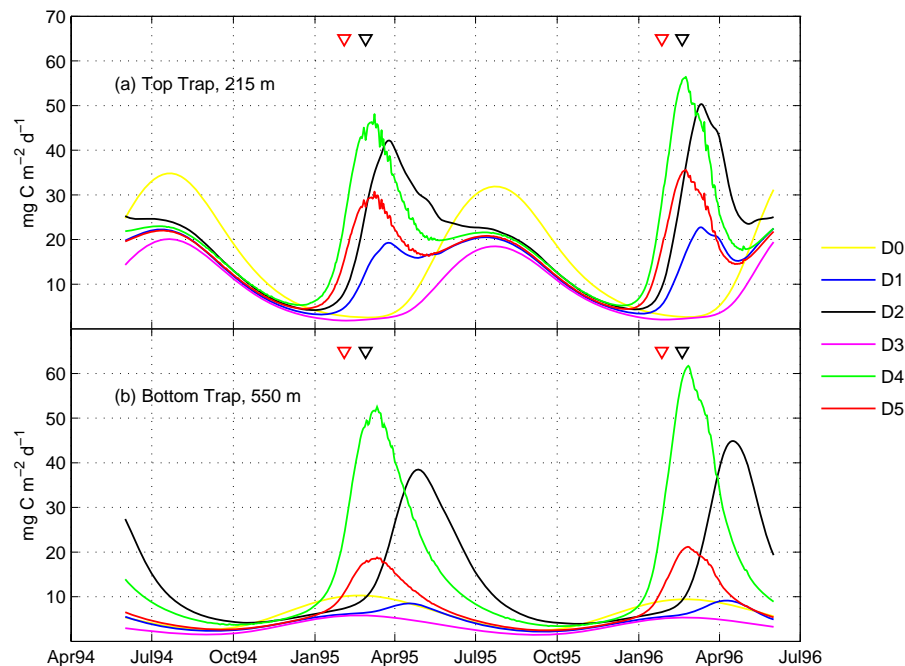 70
60
50
40
30
20
10
mg C m−2 d−1
(a) Top Trap, 215 m
60
50
40
30
20
10
mg C m−2 d−1
(b) Bottom Trap, 550 m
Apr94 Jul94 Oct94 Jan95 Apr95 Jul95 Oct95 Jan96 Apr96 Jul96
D0
D1
D2
D3
D4
D5